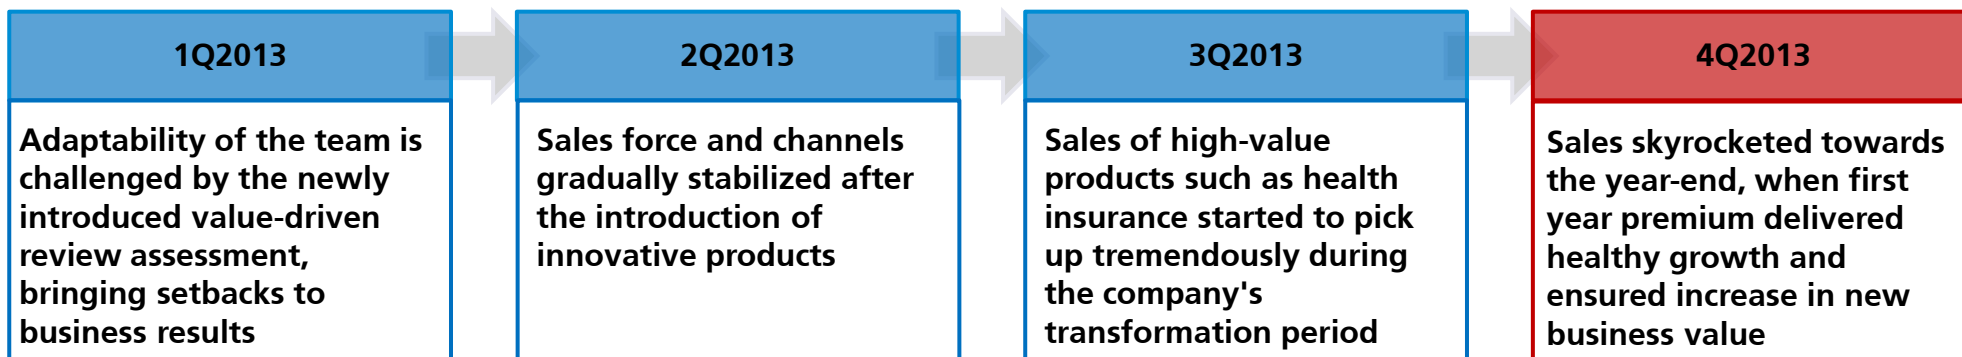 1Q2013
Adaptability of the team is
challenged by the newly
introduced value-driven
review assessment,
bringing setbacks to
business results
2Q2013
Sales force and channels
gradually stabilized after
the introduction of
innovative products
3Q2013
Sales of high-value
products such as health
insurance started to pick
up tremendously during
the company's
transformation period
4Q2013
Sales skyrocketed towards
the year-end, when first
year premium delivered
healthy growth and
ensured increase in new
business value